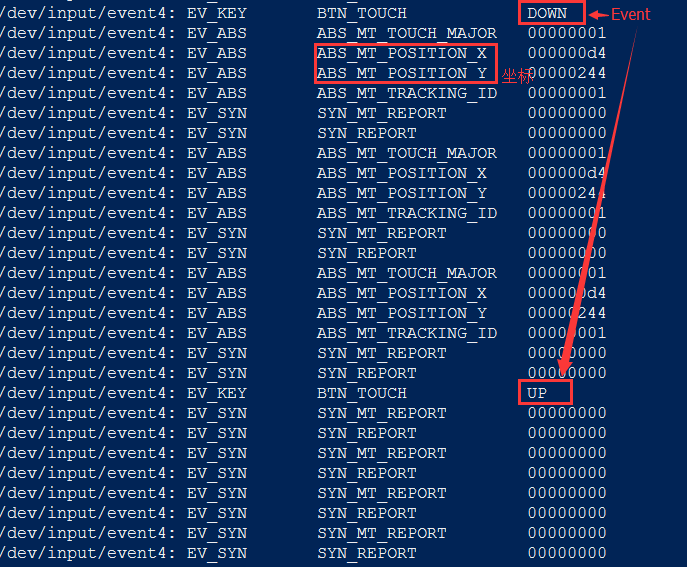 /dev/input/event4: EV_KEY BTN_TOUCH DOWN Event
/dev/input/event4: EV_ABS ABS_MT_TOUCH_MAJOR 00000001
/dev/input/event4: EV_ABS ABS_MT_POSITION_X 000000d4
/dev/input/event4: EV_ABS ABS_MT_POSITION_Y 坐标 00000244
/dev/input/event4: EV_ABS ABS_MT_TRACKING_ID 00000001
/dev/input/event4: EV_SYN SYN_MT_REPORT 00000000
/dev/input/event4: EV_SYN SYN_REPORT 00000000
/dev/input/event4: EV_ABS ABS_MT_TOUCH_MAJOR 00000001
/dev/input/event4: EV_ABS ABS_MT_POSITION_X 000000d4
/dev/input/event4: EV_ABS ABS_MT_POSITION_Y 00000244
/dev/input/event4: EV_ABS ABS_MT_TRACKING_ID 00000001
/dev/input/event4: EV_SYN SYN_MT_REPORT 00000000
/dev/input/event4: EV_SYN SYN_REPORT 00000000
/dev/input/event4: EV_ABS ABS_MT_TOUCH_MAJOR 00000001
/dev/input/event4: EV_ABS ABS_MT_POSITION_X 000000d4
/dev/input/event4: EV_ABS ABS_MT_POSITION_Y 00000244
/dev/input/event4: EV_ABS ABS_MT_TRACKING_ID 00000001
/dev/input/event4: EV_SYN SYN_MT_REPORT 00000000
/dev/input/event4: EV_SYN SYN_REPORT 00000000
/dev/input/event4: EV_KEY BTN_TOUCH UP
/dev/input/event4: EV_SYN SYN_MT_REPORT 00000000
/dev/input/event4: EV_SYN SYN_REPORT 00000000
/dev/input/event4: EV_SYN SYN_MT_REPORT 00000000
/dev/input/event4: EV_SYN SYN_REPORT 00000000
/dev/input/event4: EV_SYN SYN_MT_REPORT 00000000
/dev/input/event4: EV_SYN SYN_REPORT 00000000
/dev/input/event4: EV_SYN SYN_MT_REPORT 00000000
/dev/input/event4: EV_SYN SYN_REPORT 00000000